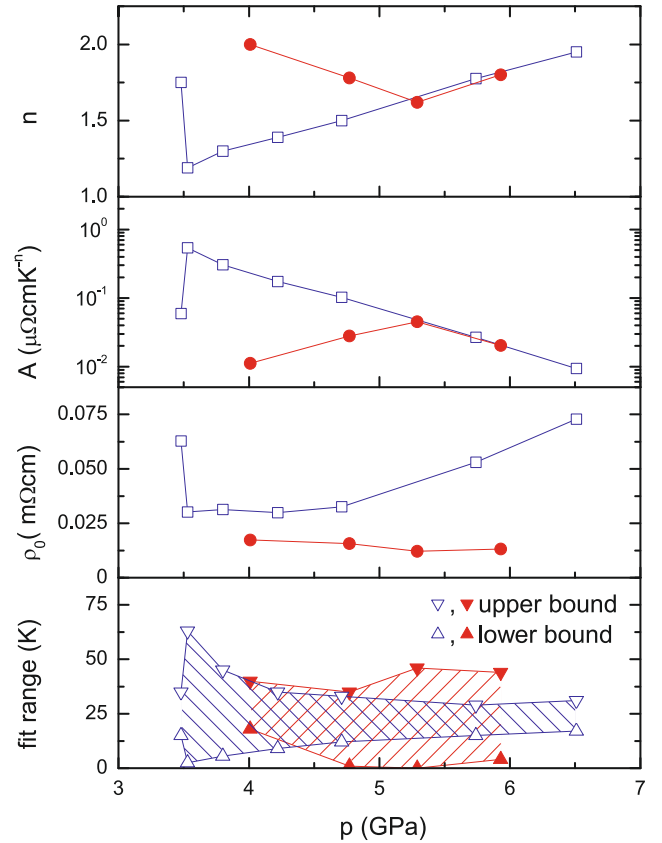 2.0
1.5
1.0
n
10⁰
10⁻¹
10⁻²
A (μΩcmK⁻ⁿ)
0.075
0.050
0.025
0
ρ₀( mΩcm)
75
50
25
0
fit range (K)
, upper bound
, lower bound
3 4 5 6 7
p (GPa)